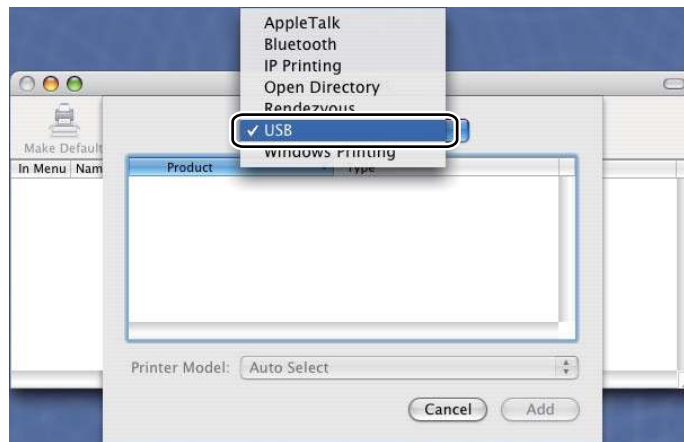 AppleTalk
Bluetooth
IP Printing
Open Directory
Rendezvous
✓ USB
Windows Printing
Make Default
In Menu Nam
Product Type
Printer Model: Auto Select
Cancel Add